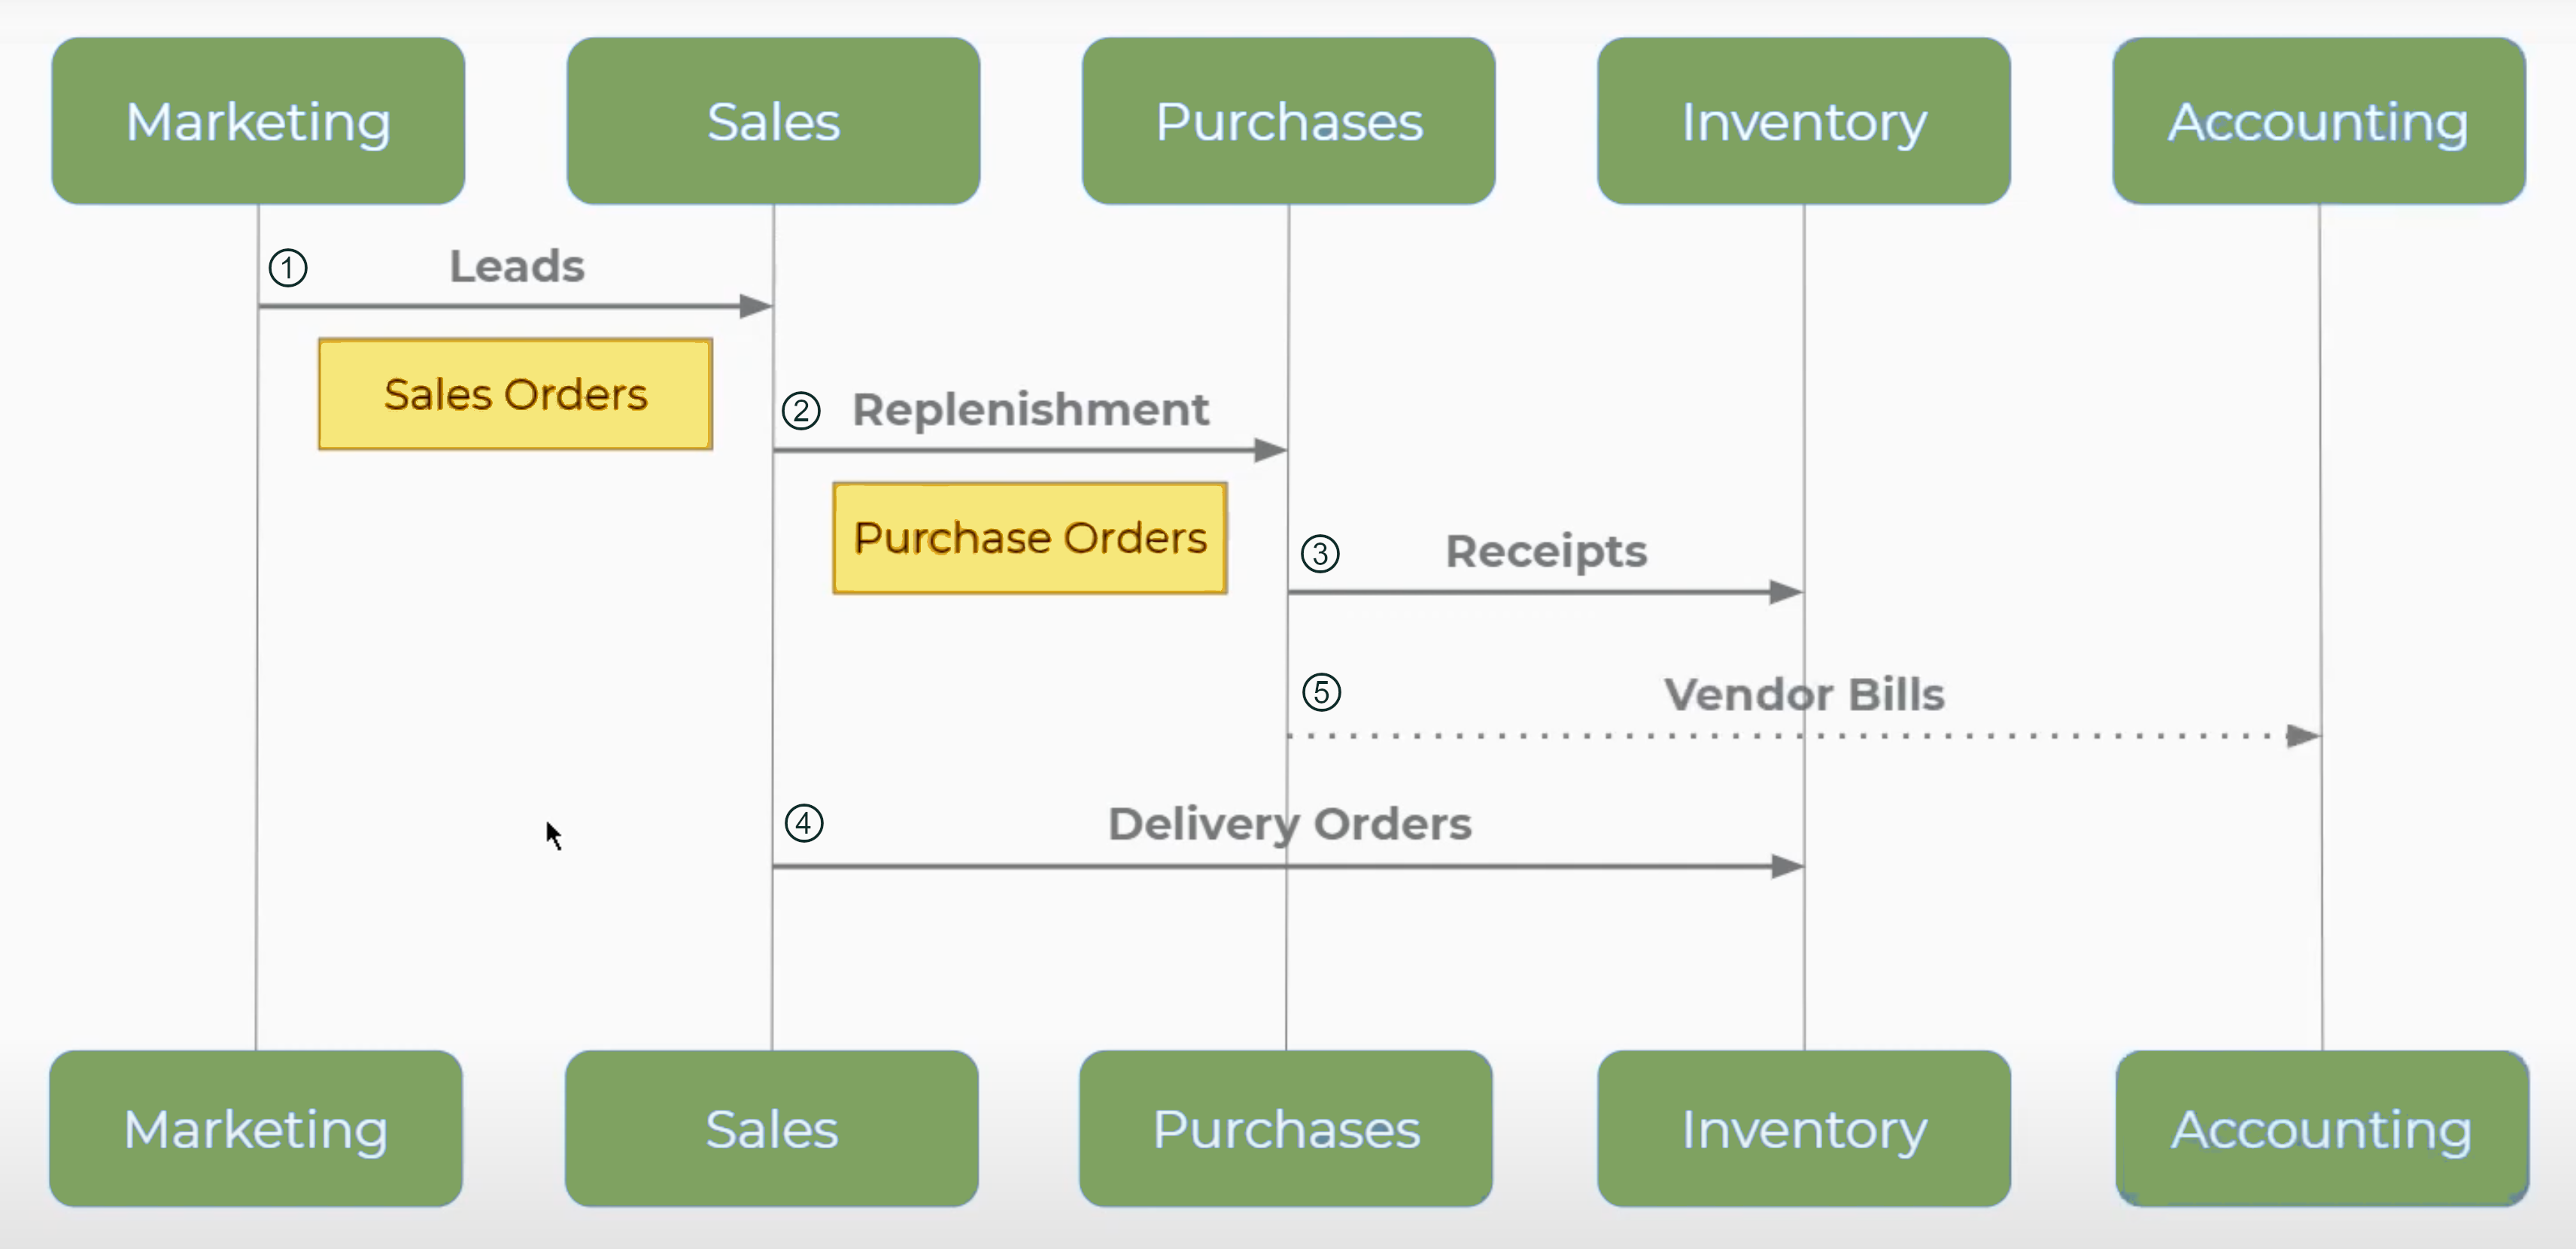 Marketing
Sales
Purchases
Inventory
Accounting
① Leads
Sales Orders
② Replenishment
Purchase Orders
③ Receipts
⑤ Vendor Bills
④ Delivery Orders
Marketing
Sales
Purchases
Inventory
Accounting